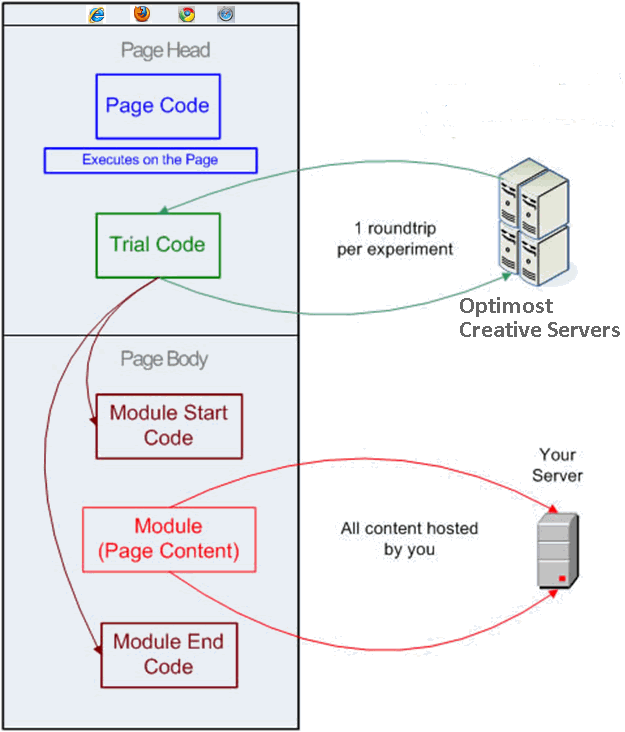 Page Head
Page Code
Executes on the Page
Trial Code
1 roundtrip
per experiment
Optimost
Creative Servers
Page Body
Module Start
Code
Your
Server
Module
(Page Content)
All content hosted
by you
Module End
Code